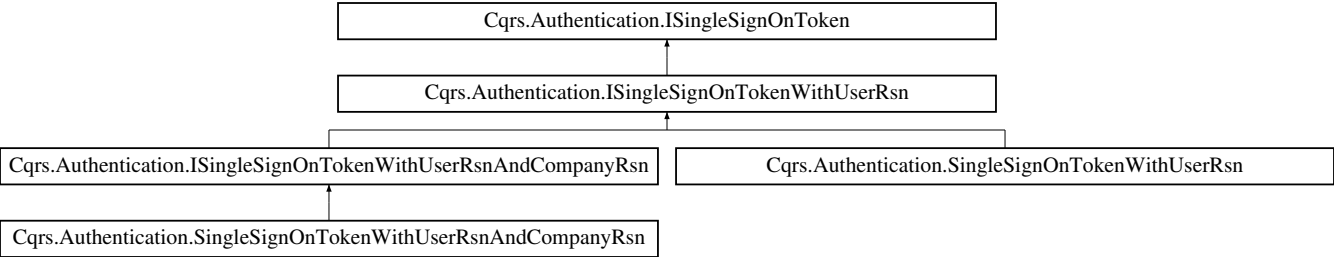 Cqrs.Authentication.ISingleSignOnToken
Cqrs.Authentication.ISingleSignOnTokenWithUserRsn
Cqrs.Authentication.ISingleSignOnTokenWithUserRsnAndCompanyRsn
Cqrs.Authentication.SingleSignOnTokenWithUserRsn
Cqrs.Authentication.SingleSignOnTokenWithUserRsnAndCompanyRsn